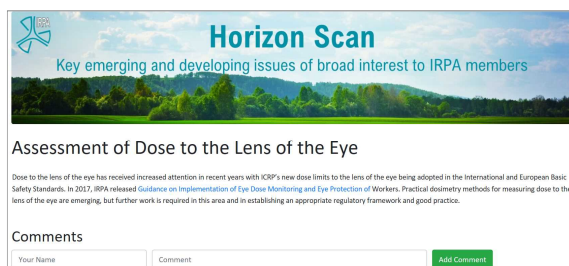 IRPA
Horizon Scan
Key emerging and developing issues of broad interest to IRPA members
Assessment of Dose to the Lens of the Eye
Dose to the lens of the eye has received increased attention in recent years with ICRP's new dose limits to the lens of the eye being adopted in the International and European Basic
Safety Standards. In 2017, IRPA released Guidance on Implementation of Eye Dose Monitoring and Eye Protection of Workers. Practical dosimetry methods for measuring dose to the
lens of the eye are emerging, but further work is required in this area and in establishing an appropriate regulatory framework and good practice.
Comments
Your Name Comment Add Comment